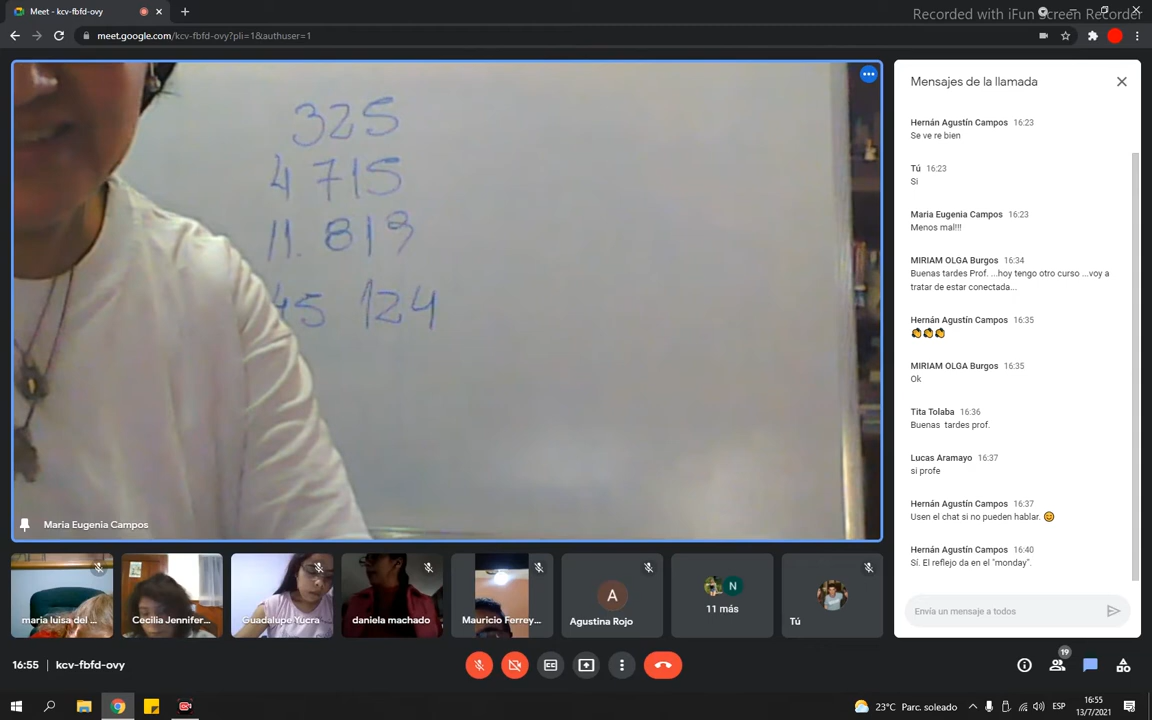 Meet - kcv-fbfd-ovy
Recorded with iFun Screen Recorder
meet.google.com/kcv-fbfd-ovy?pli=1&authuser=1
325
4 715
11. 819
45 124
Maria Eugenia Campos
Mensajes de la llamada
Hernán Agustín Campos 16:23
Se ve re bien
Tú 16:23
Si
Maria Eugenia Campos 16:23
Menos mal!!!
MIRIAM OLGA Burgos 16:34
Buenas tardes Prof. ...hoy tengo otro curso ...voy a
tratar de estar conectada...
Hernán Agustín Campos 16:35
👏👏👏
MIRIAM OLGA Burgos 16:35
Ok
Tita Tolaba 16:36
Buenas tardes prof.
Lucas Aramayo 16:37
si profe
Hernán Agustín Campos 16:37
Usen el chat si no pueden hablar. 😊
Hernán Agustín Campos 16:40
Sí. El reflejo da en el "monday".
Envía un mensaje a todos
maria luisa del ...
Cecilia Jennifer...
Guadalupe Yucra
daniela machado
Mauricio Ferrey...
A
Agustina Rojo
N
11 más
Tú
16:55 kcv-fbfd-ovy
19
23°C Parc. soleado
ESP
16:55
13/7/2021